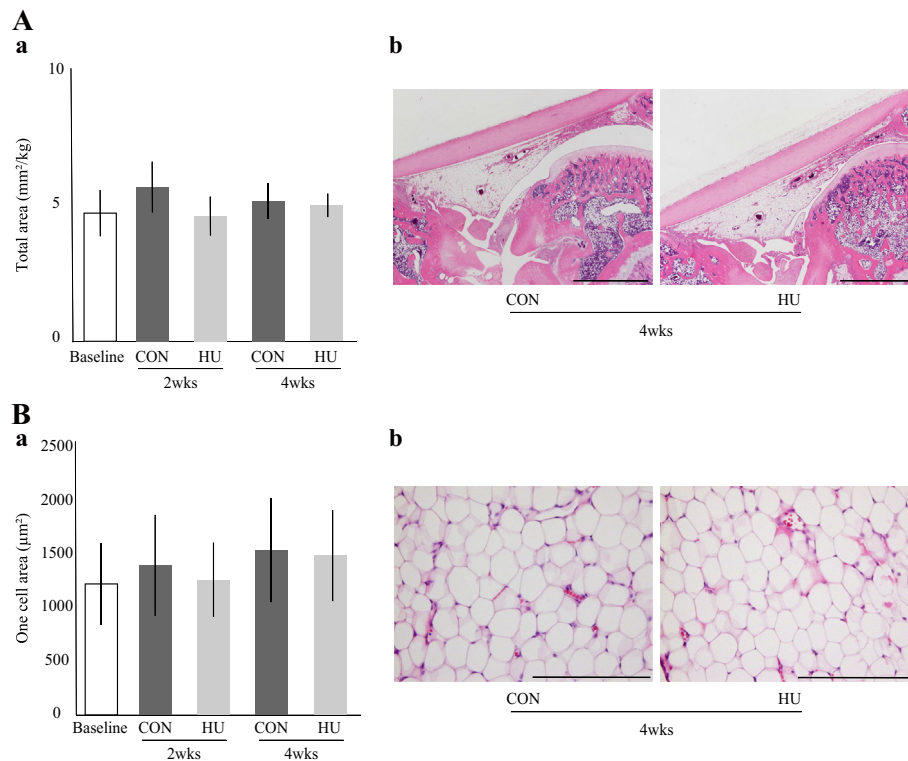 A
a
b
10
5
0
Total area (mm²/kg)
Baseline
CON
HU
CON
HU
2wks
4wks
CON
HU
4wks
B
a
b
2500
2000
1500
1000
500
0
One cell area (μm²)
Baseline
CON
HU
CON
HU
2wks
4wks
CON
HU
4wks